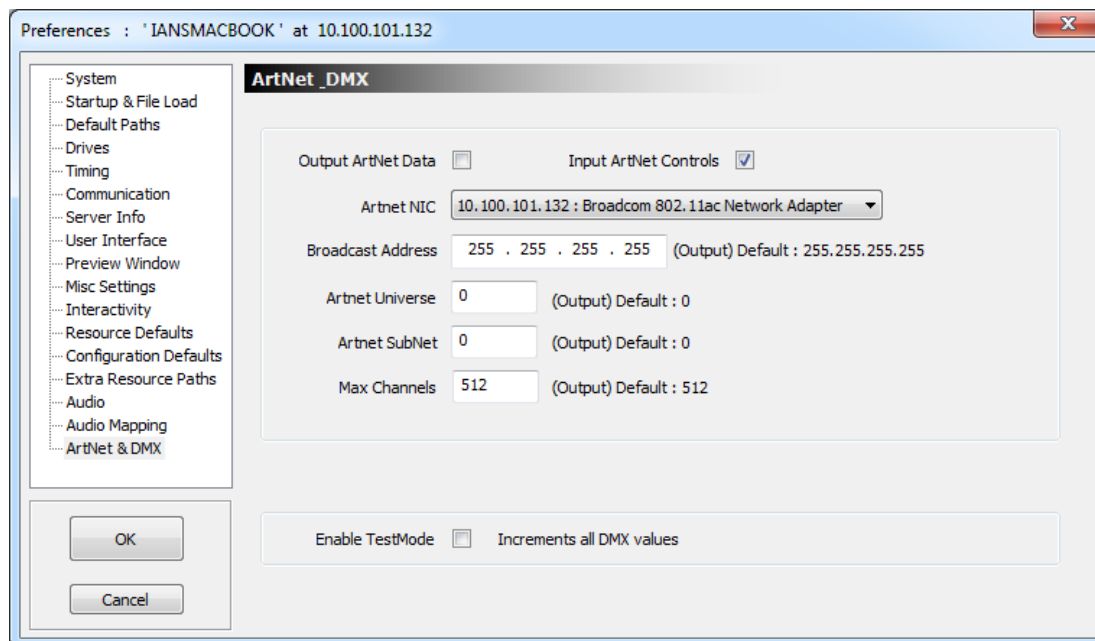 Preferences : ' IANSMACBOOK ' at 10.100.101.132
X
System
Startup & File Load
Default Paths
Drives
Timing
Communication
Server Info
User Interface
Preview Window
Misc Settings
Interactivity
Resource Defaults
Configuration Defaults
Extra Resource Paths
Audio
Audio Mapping
ArtNet & DMX
OK
Cancel
ArtNet _DMX
Output ArtNet Data
Input ArtNet Controls
Artnet NIC 10.100.101.132 : Broadcom 802.11ac Network Adapter
Broadcast Address 255 . 255 . 255 . 255 (Output) Default : 255.255.255.255
Artnet Universe 0 (Output) Default : 0
Artnet SubNet 0 (Output) Default : 0
Max Channels 512 (Output) Default : 512
Enable TestMode Increments all DMX values